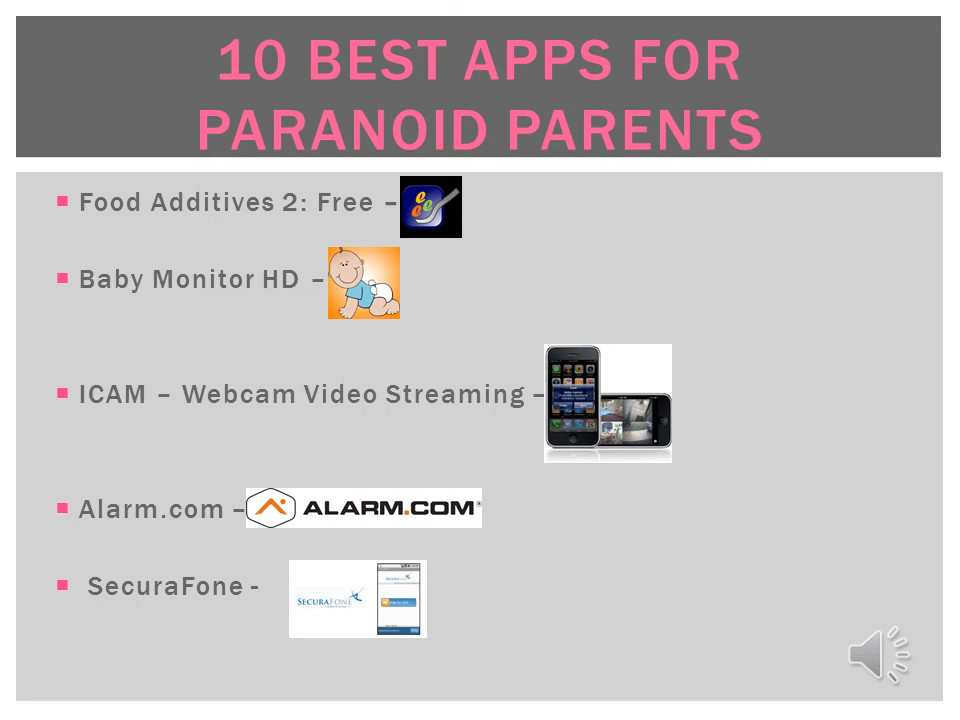 10 BEST APPS FOR
PARANOID PARENTS
Food Additives 2: Free –
Baby Monitor HD –
ICAM – Webcam Video Streaming –
Alarm.com – ALARM.COM®
SecuraFone - SECURAFONE